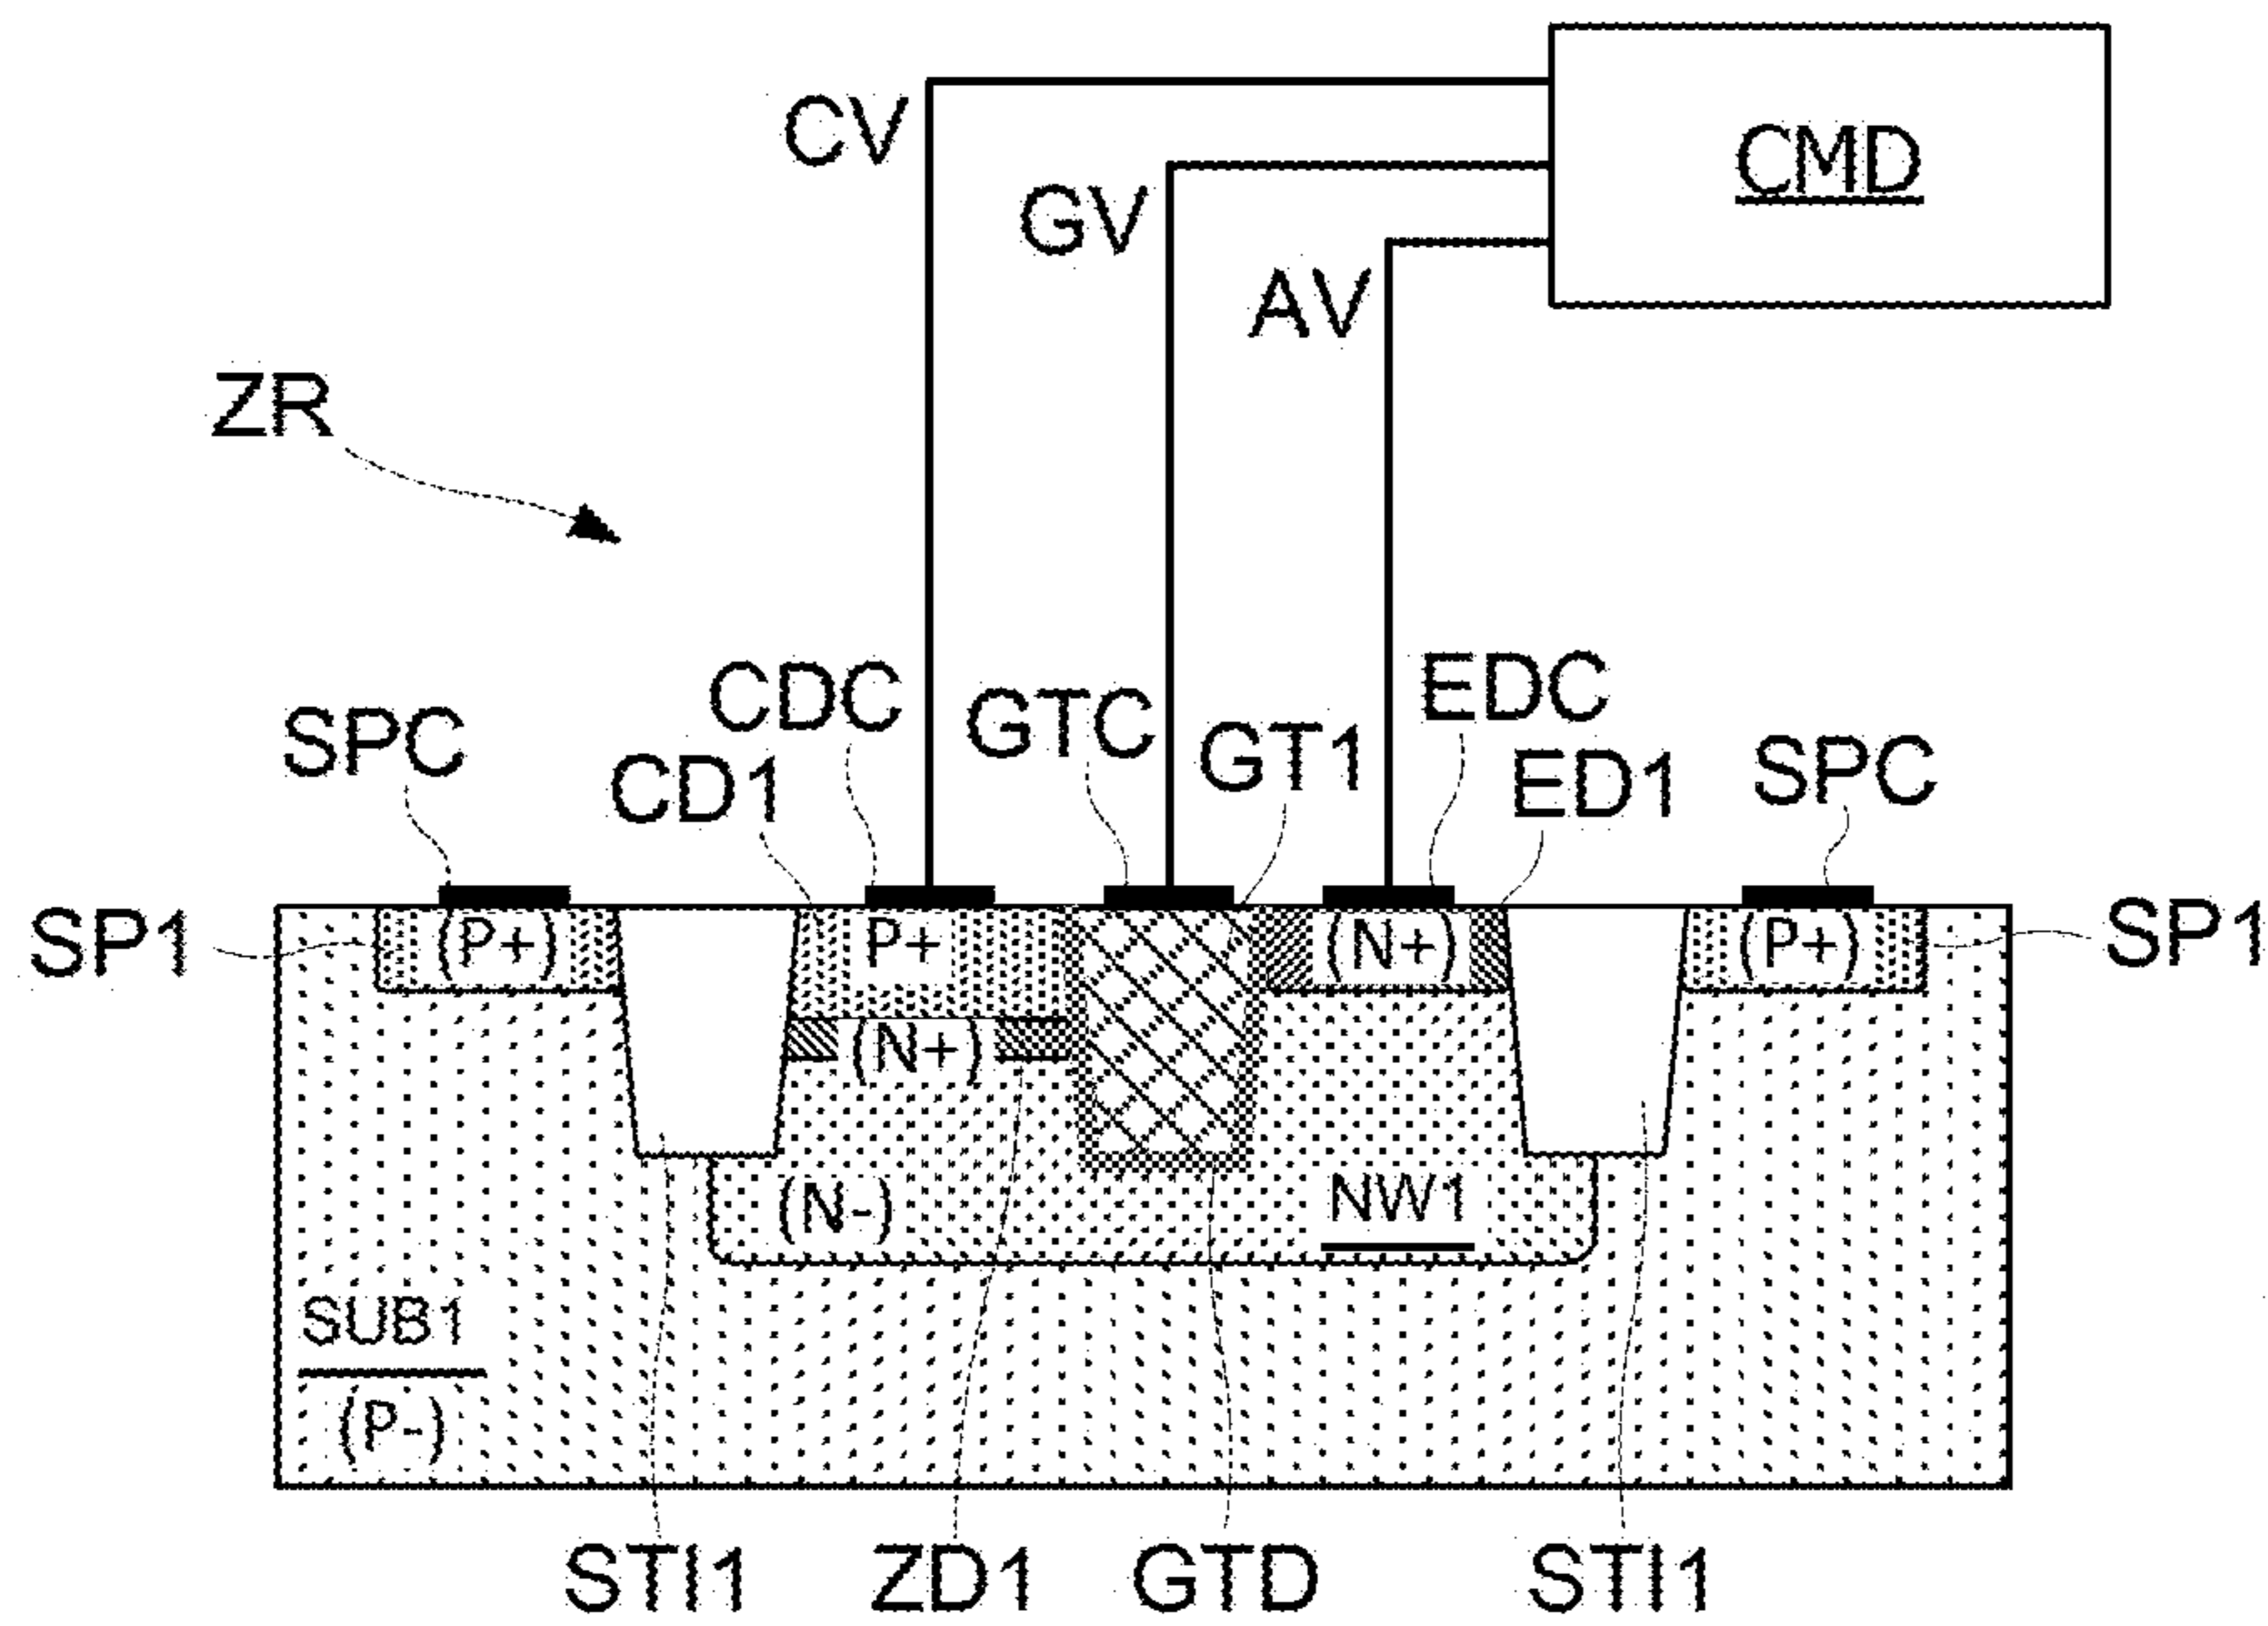 CMD
CV
GV
AV
ZR
EDC
CDC
GTC
SPC
GT1
SPC
CD1
ED1
SP1
(P+)
P+
(N+)
(P+)
SP1
(N+)
(N-)
NW1
SUB1
(P-)
STI1
ZD1
GTD
STI1